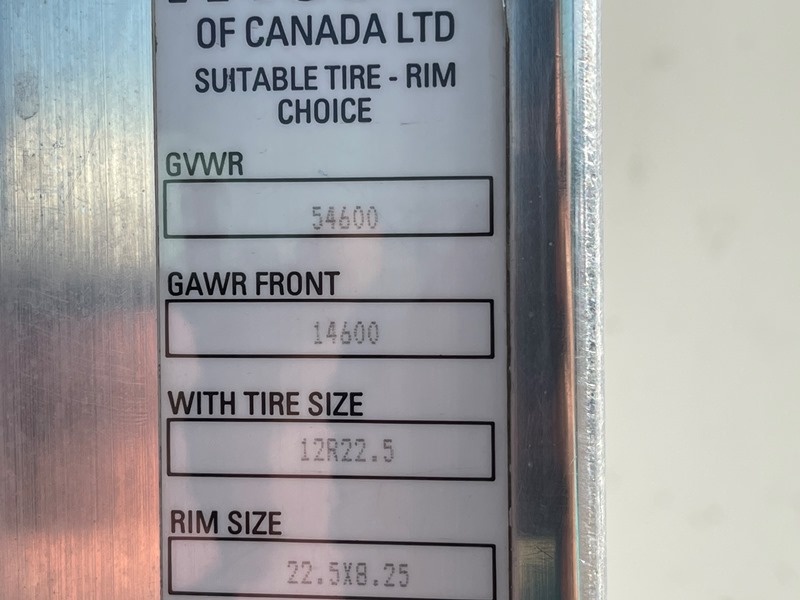 OF CANADA LTD
SUITABLE TIRE - RIM
CHOICE
GVWR
54600
GAWR FRONT
14600
WITH TIRE SIZE
12R22.5
RIM SIZE
22.5X8.25